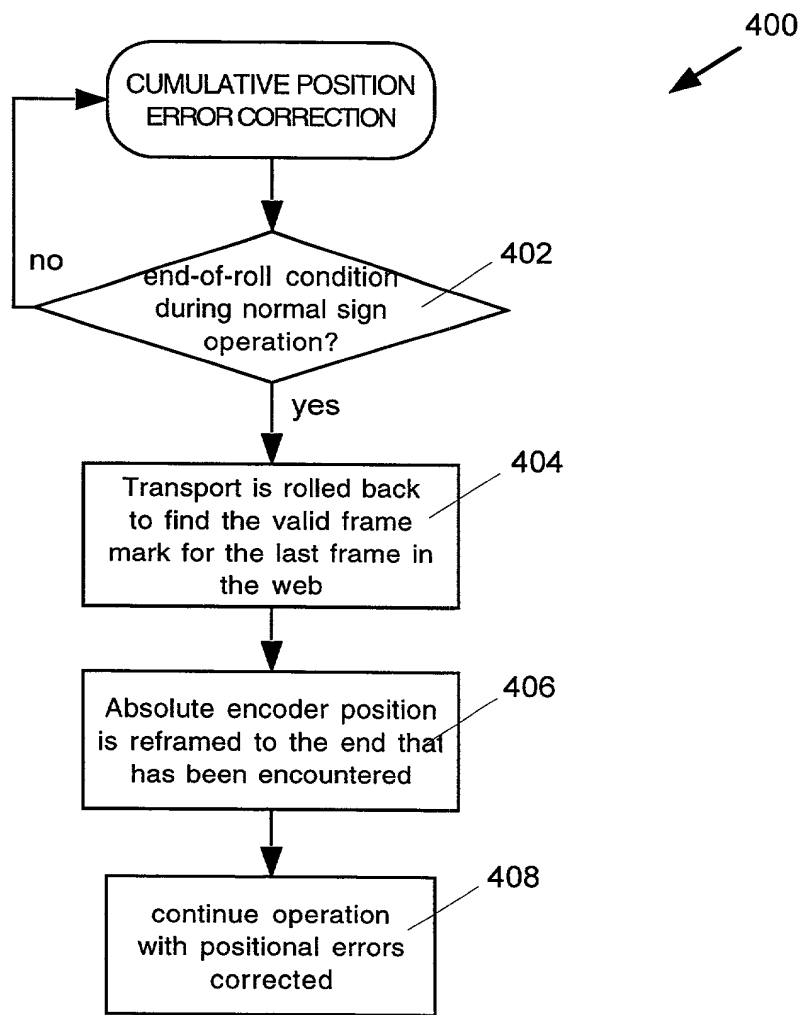 400
CUMULATIVE POSITION
ERROR CORRECTION
no
402
end-of-roll condition
during normal sign
operation?
yes
404
Transport is rolled back
to find the valid frame
mark for the last frame in
the web
406
Absolute encoder position
is reframed to the end that
has been encountered
408
continue operation
with positional errors
corrected